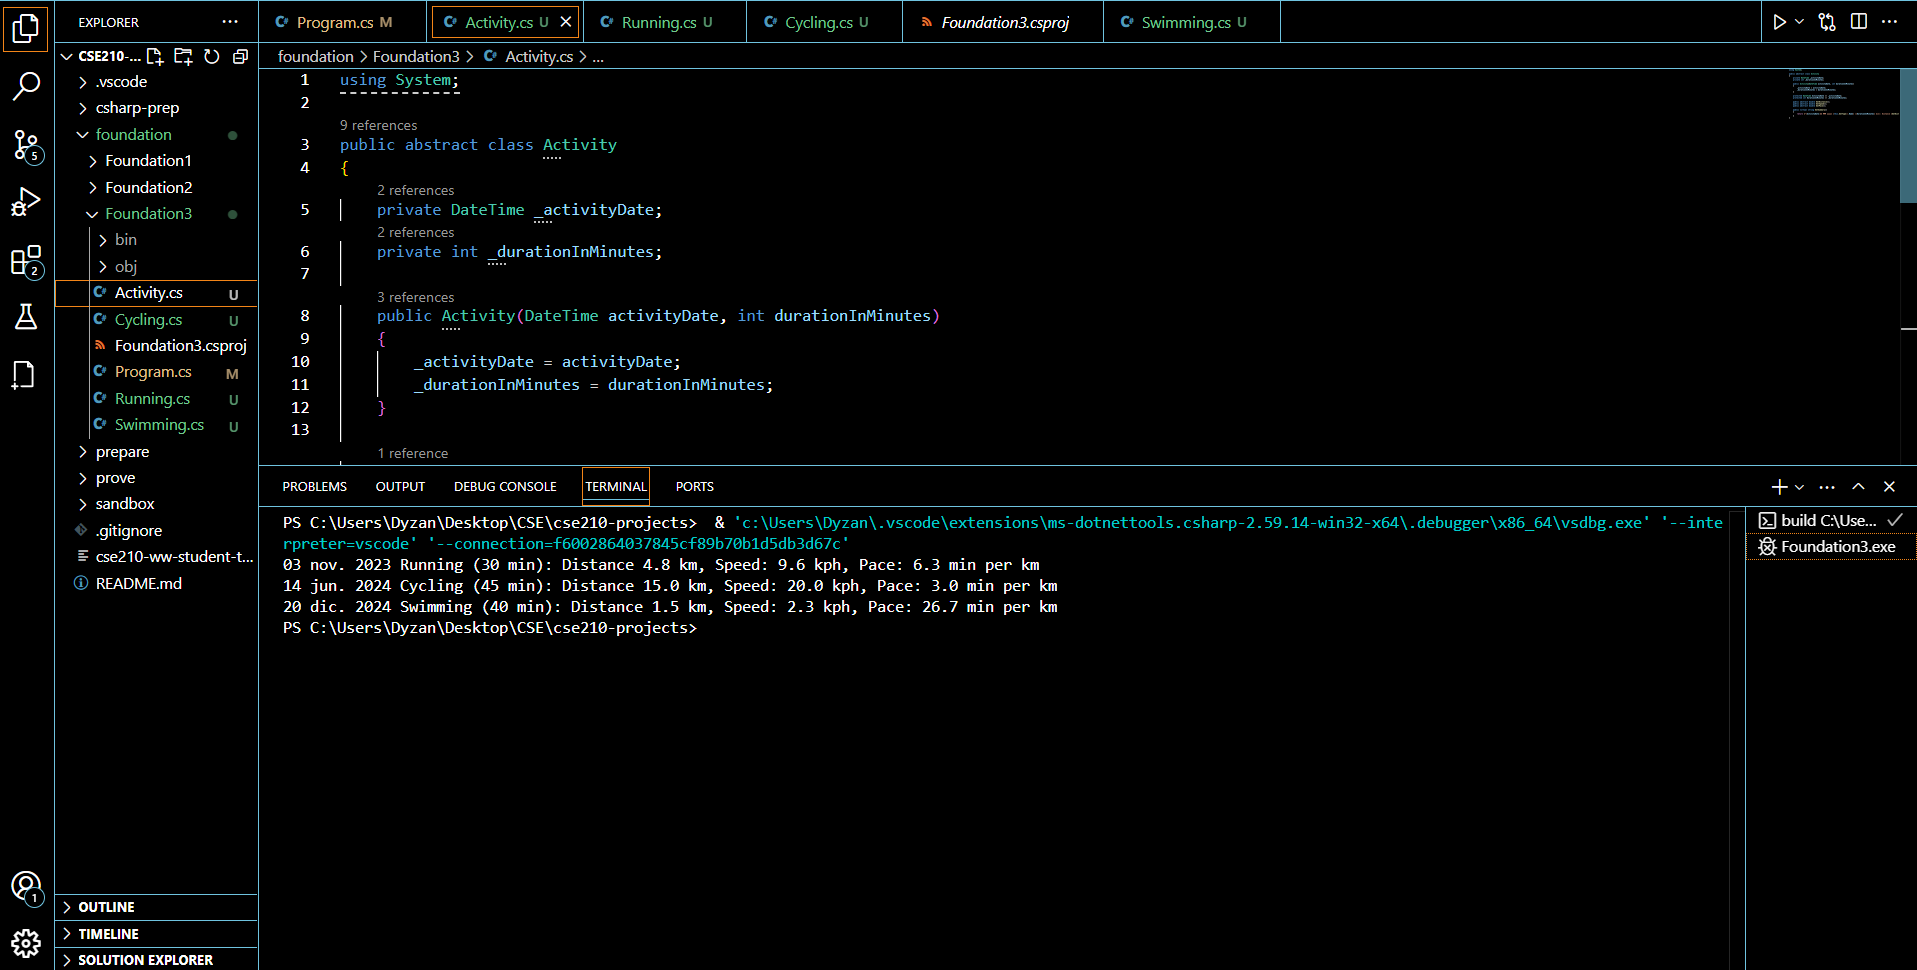 EXPLORER ···
CSE210-...
.vscode
csharp-prep
foundation
Foundation1
Foundation2
Foundation3
bin
obj
Activity.cs U
Cycling.cs U
Foundation3.csproj
Program.cs M
Running.cs U
Swimming.cs U
prepare
prove
sandbox
.gitignore
cse210-ww-student-t...
README.md
OUTLINE
TIMELINE
SOLUTION EXPLORER
5
2
1
Program.cs M
Activity.cs U
Running.cs U
Cycling.cs U
Foundation3.csproj
Swimming.cs U
foundation > Foundation3 > Activity.cs > ...
1 using System;
2
9 references
3 public abstract class Activity
4 {
2 references
5 private DateTime _activityDate;
2 references
6 private int _durationInMinutes;
7
3 references
8 public Activity(DateTime activityDate, int durationInMinutes)
9 {
10 _activityDate = activityDate;
11 _durationInMinutes = durationInMinutes;
12 }
13
1 reference
PROBLEMS OUTPUT DEBUG CONSOLE TERMINAL PORTS
PS C:\Users\Dyzan\Desktop\CSE\cse210-projects> & 'c:\Users\Dyzan\.vscode\extensions\ms-dotnettools.csharp-2.59.14-win32-x64\.debugger\x86_64\vsdbg.exe' '--inte
rpreter=vscode' '--connection=f6002864037845cf89b70b1d5db3d67c'
03 nov. 2023 Running (30 min): Distance 4.8 km, Speed: 9.6 kph, Pace: 6.3 min per km
14 jun. 2024 Cycling (45 min): Distance 15.0 km, Speed: 20.0 kph, Pace: 3.0 min per km
20 dic. 2024 Swimming (40 min): Distance 1.5 km, Speed: 2.3 kph, Pace: 26.7 min per km
PS C:\Users\Dyzan\Desktop\CSE\cse210-projects>
build C:\Use...
Foundation3.exe